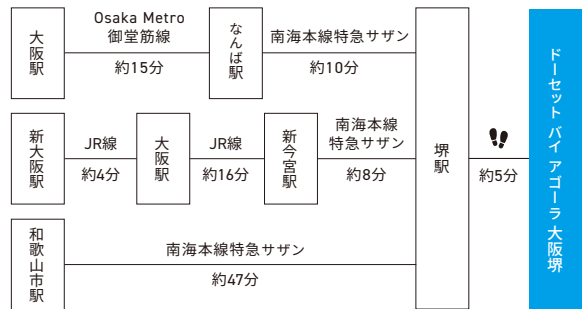 大阪駅
Osaka Metro
御堂筋線
約15分
なんば駅
南海本線特急サザン
約10分
新大阪駅
JR線
約4分
大阪駅
JR線
約16分
新今宮駅
南海本線
特急サザン
約8分
和歌山市駅
南海本線特急サザン
約47分
堺駅
約5分
ドーセット バイ アゴーラ 大阪堺